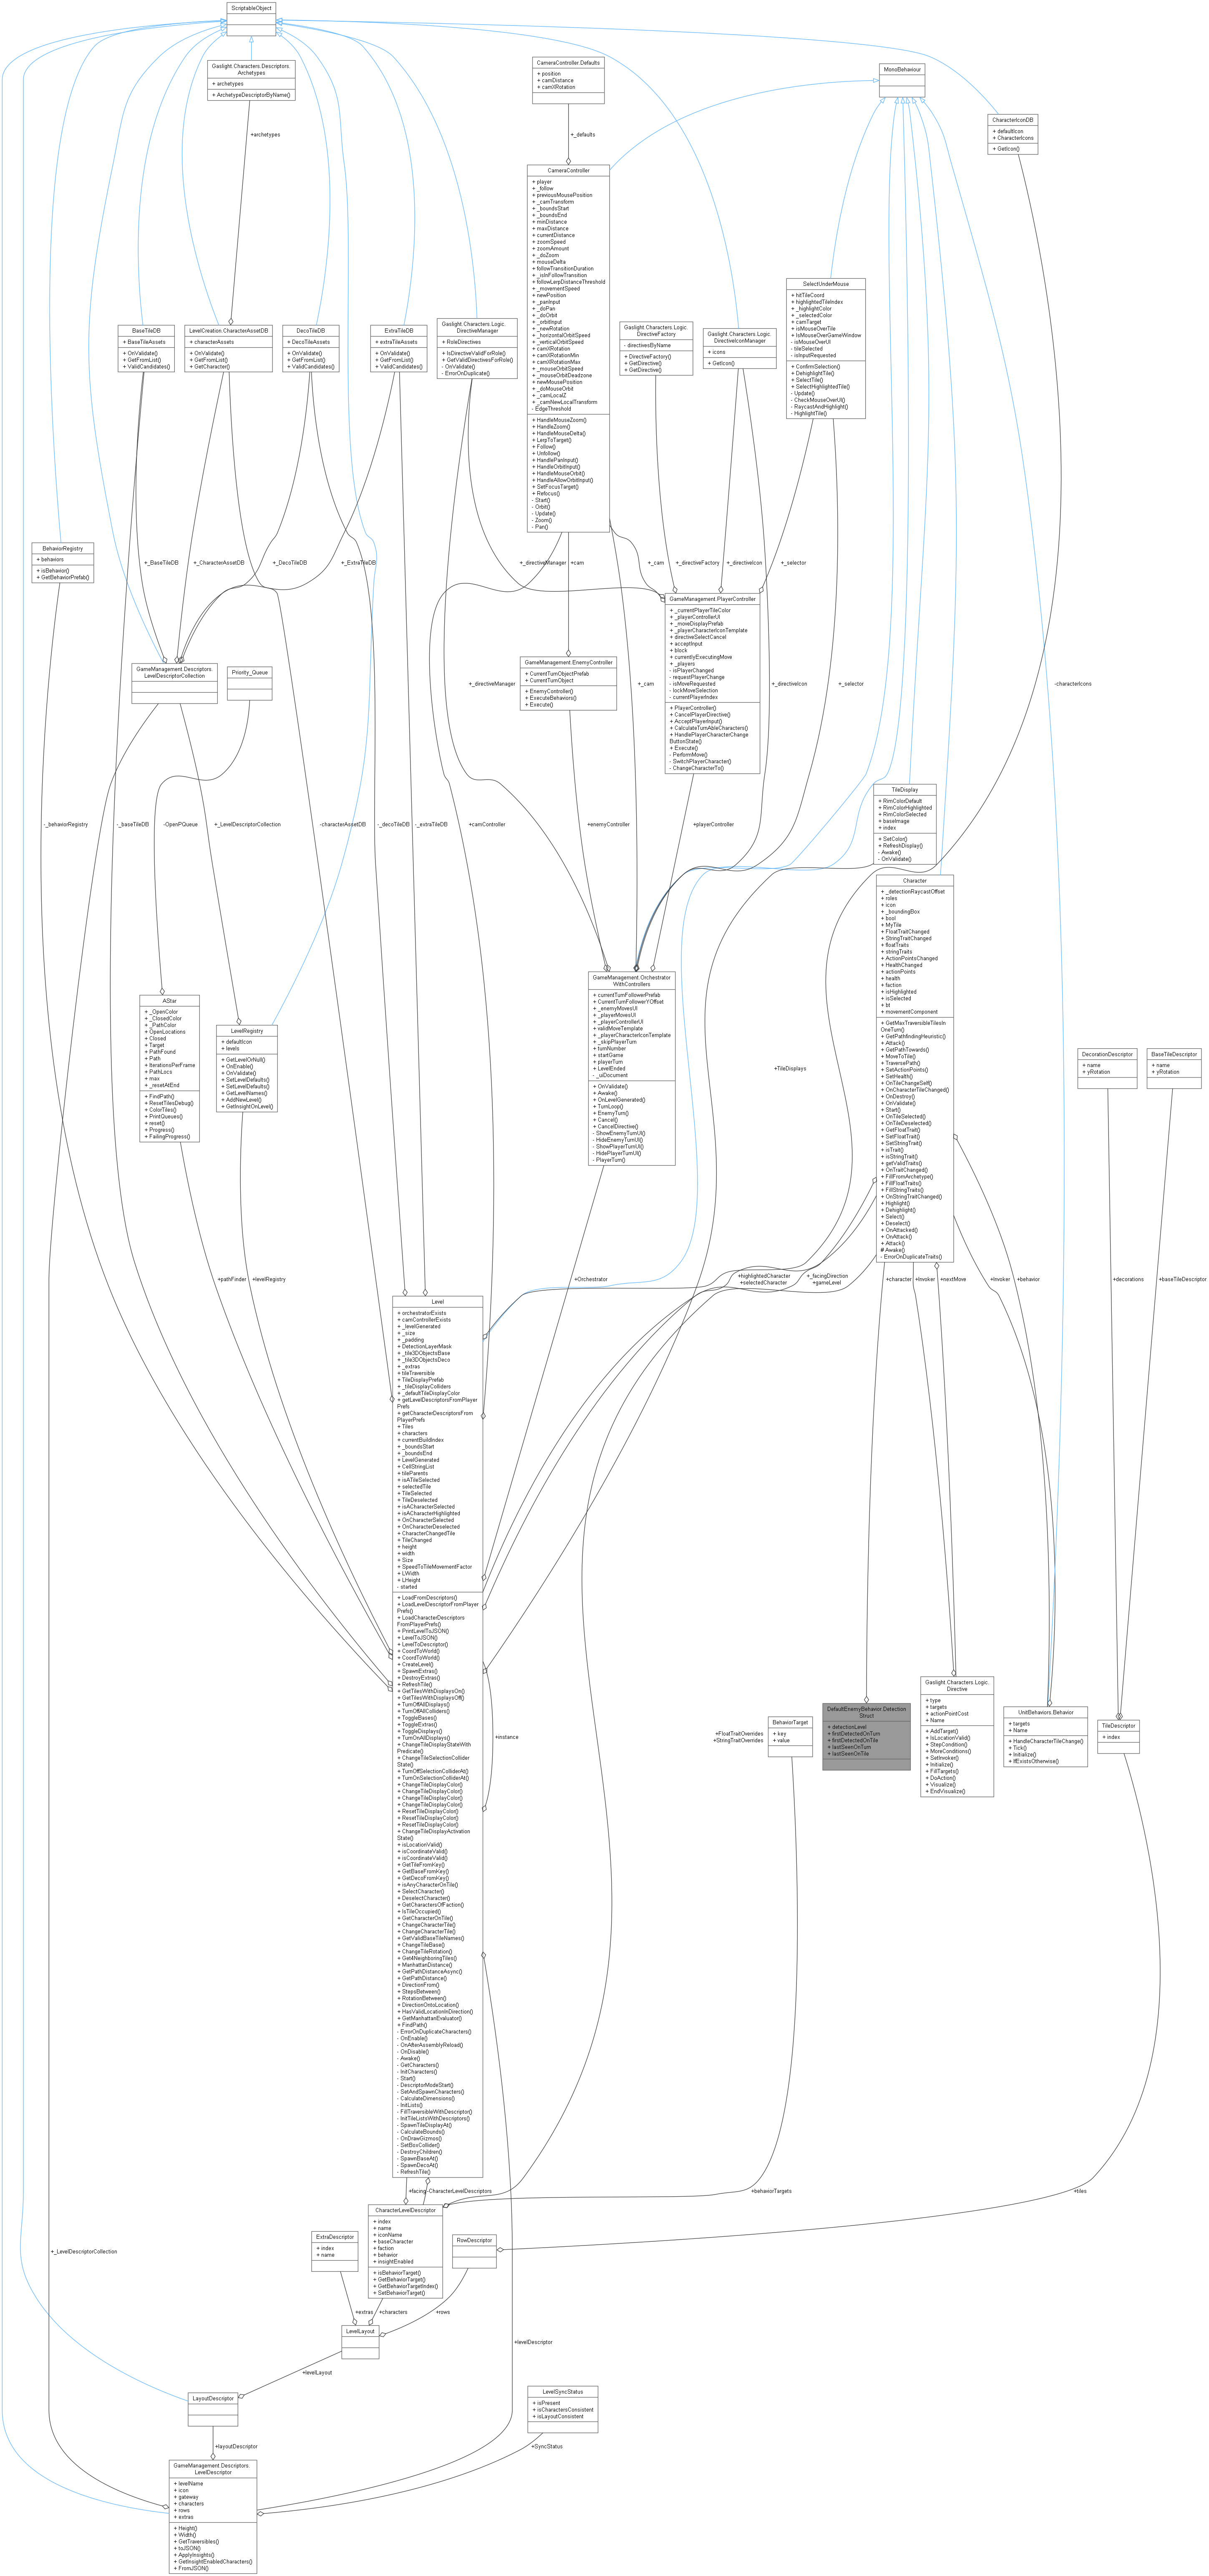 ScriptableObject
Gaslight.Characters.Descriptors.
Archetypes
+ archetypes
+ ArchetypeDescriptorByName()
CameraController.Defaults
+ position
+ camDistance
+ camXRotation
MonoBehaviour
CharacterIconDB
+ defaultIcon
+ CharacterIcons
+ GetIcon()
+archetypes
+_defaults
CameraController
+ player
+ _follow
+ previousMousePosition
+ _camTransform
+ _boundsStart
+ _boundsEnd
+ minDistance
+ maxDistance
+ currentDistance
+ zoomSpeed
+ zoomAmount
+ _doZoom
+ mouseDelta
+ followTransitionDuration
+ _isInFollowTransition
+ followLerpDistanceThreshold
+ _movementSpeed
+ newPosition
+ _panInput
+ _doPan
+ _doOrbit
+ _orbitInput
+ _newRotation
+ _horizontalOrbitSpeed
+ _verticalOrbitSpeed
+ camXRotation
+ camXRotationMin
+ camXRotationMax
+ _mouseOrbitSpeed
+ _mouseOrbitDeadzone
+ newMousePosition
+ _doMouseOrbit
+ _camLocalZ
+ _camNewLocalTransform
- EdgeThreshold
+ HandleMouseZoom()
+ HandleZoom()
+ HandleMouseDelta()
+ LerpToTarget()
+ Follow()
+ Unfollow()
+ HandlePanInput()
+ HandleOrbitInput()
+ HandleMouseOrbit()
+ HandleAllowOrbitInput()
+ SetFocusTarget()
+ Refocus()
- Start()
- Orbit()
- Update()
- Zoom()
- Pan()
SelectUnderMouse
+ hitTileCoord
+ highlightedTileIndex
+ _highlightColor
+ _selectedColor
+ camTarget
+ isMouseOverTile
+ isMouseOverGameWindow
- isMouseOverUI
- tileSelected
- isInputRequested
+ ConfirmSelection()
+ DehighlightTile()
+ SelectTile()
+ SelectHighlightedTile()
- Update()
- CheckMouseOverUI()
- RaycastAndHighlight()
- HighlightTile()
BaseTileDB
+ BaseTileAssets
+ OnValidate()
+ GetFromList()
+ ValidCandidates()
LevelCreation.CharacterAssetDB
+ characterAssets
+ OnValidate()
+ GetFromList()
+ GetCharacter()
DecoTileDB
+ DecoTileAssets
+ OnValidate()
+ GetFromList()
+ ValidCandidates()
ExtraTileDB
+ extraTileAssets
+ OnValidate()
+ GetFromList()
+ ValidCandidates()
Gaslight.Characters.Logic.
DirectiveManager
+ RoleDirectives
+ IsDirectiveValidForRole()
+ GetValidDirectivesForRole()
- OnValidate()
- ErrorOnDuplicate()
Gaslight.Characters.Logic.
DirectiveFactory
- directivesByName
+ DirectiveFactory()
+ GetDirective()
+ GetDirective()
Gaslight.Characters.Logic.
DirectiveIconManager
+ icons
+ GetIcon()
BehaviorRegistry
+ behaviors
+ isBehavior()
+ GetBehaviorPrefab()
+_BaseTileDB
+_CharacterAssetDB
+_DecoTileDB
+_ExtraTileDB
+_directiveManager
+cam
+_cam
+_directiveFactory
+_directiveIcon
+_selector
GameManagement.PlayerController
+ _currentPlayerTileColor
+ _playerControllerUI
+ _moveDisplayPrefab
+ _playerCharacterIconTemplate
+ directiveSelectCancel
+ acceptInput
+ block
+ currentlyExecutingMove
+ _players
- isPlayerChanged
- requestPlayerChange
- isMoveRequested
- lockMoveSelection
- currentPlayerIndex
+ PlayerController()
+ CancelPlayerDirective()
+ AcceptPlayerInput()
+ CalculateTurnAbleCharacters()
+ HandlePlayerCharacterChange
ButtonState()
+ Execute()
- PerformMove()
- SwitchPlayerCharacter()
- ChangeCharacterTo()
GameManagement.Descriptors.
LevelDescriptorCollection
Priority_Queue
GameManagement.EnemyController
+ CurrentTurnObjectPrefab
+ CurrentTurnObject
+ EnemyController()
+ ExecuteBehaviors()
+ Execute()
+_directiveManager
+_cam
+_directiveIcon
+_selector
-characterIcons
TileDisplay
+ RimColorDefault
+ RimColorHighlighted
+ RimColorSelected
+ baseImage
+ index
+ SetColor()
+ RefreshDisplay()
- Awake()
- OnValidate()
-_behaviorRegistry
-_baseTileDB
-OpenPQueue
+_LevelDescriptorCollection
-characterAssetDB
-_decoTileDB
-_extraTileDB
+camController
+enemyController
+playerController
+TileDisplays
Character
+ _detectionRaycastOffset
+ roles
+ icon
+ _boundingBox
+ bool
+ MyTile
+ FloatTraitChanged
+ StringTraitChanged
+ floatTraits
+ stringTraits
+ ActionPointsChanged
+ HealthChanged
+ actionPoints
+ health
+ faction
+ isHighlighted
+ isSelected
+ bt
+ movementComponent
+ GetMaxTraversibleTilesIn
OneTurn()
+ GetPathfindingHeuristic()
+ Attack()
+ GetPathTowards()
+ MoveToTile()
+ TraversePath()
+ SetActionPoints()
+ SetHealth()
+ OnTileChangeSelf()
+ OnCharacterTileChanged()
+ OnDestroy()
+ OnValidate()
+ Start()
+ OnTileSelected()
+ OnTileDeselected()
+ GetFloatTrait()
+ SetFloatTrait()
+ SetStringTrait()
+ isTrait()
+ isStringTrait()
+ getValidTraits()
+ OnTraitChanged()
+ FillFromArchetype()
+ FillFloatTraits()
+ FillStringTraits()
+ OnStringTraitChanged()
+ Highlight()
+ Dehighlight()
+ Select()
+ Deselect()
+ OnAttacked()
+ OnAttack()
+ Attack()
# Awake()
- ErrorOnDuplicateTraits()
GameManagement.Orchestrator
WithControllers
+ currentTurnFollowerPrefab
+ CurrentTurnFollowerYOffset
+ _enemyMovesUI
+ _playerMovesUI
+ _playerControllerUI
+ validMoveTemplate
+ _playerCharacterIconTemplate
+ _skipPlayerTurn
+ turnNumber
+ startGame
+ playerTurn
+ LevelEnded
- _uiDocument
+ OnValidate()
+ Awake()
+ OnLevelGenerated()
+ TurnLoop()
+ EnemyTurn()
+ Cancel()
+ CancelDirective()
- ShowEnemyTurnUI()
- HideEnemyTurnUI()
- ShowPlayerTurnUI()
- HidePlayerTurnUI()
- PlayerTurn()
AStar
+ _OpenColor
+ _ClosedColor
+ _PathColor
+ OpenLocations
+ Closed
+ Target
+ PathFound
+ Path
+ IterationsPerFrame
+ PathLocs
+ max
+ _resetAtEnd
+ FindPath()
+ ResetTilesDebug()
+ ColorTiles()
+ PrintQueues()
+ reset()
+ Progress()
+ FailingProgress()
LevelRegistry
+ defaultIcon
+ levels
+ GetLevelOrNull()
+ OnEnable()
+ OnValidate()
+ SetLevelDefaults()
+ SetLevelDefaults()
+ GetLevelNames()
+ AddNewLevel()
+ GetInsightOnLevel()
DecorationDescriptor
+ name
+ yRotation
BaseTileDescriptor
+ name
+ yRotation
+pathFinder
+levelRegistry
+Orchestrator
+highlightedCharacter
+selectedCharacter
+_facingDirection
+gameLevel
+character
+Invoker
+nextMove
+Invoker
+behavior
+decorations
+baseTileDescriptor
Level
+ orchestratorExists
+ camControllerExists
+ _levelGenerated
+ _size
+ _padding
+ DetectionLayerMask
+ _tile3DObjectsBase
+ _tile3DObjectsDeco
+ _extras
+ tileTraversible
+ TileDisplayPrefab
+ _tileDisplayColliders
+ _defaultTileDisplayColor
+ getLevelDescriptorsFromPlayer
Prefs
+ getCharacterDescriptorsFrom
PlayerPrefs
+ Tiles
+ characters
+ currentBuildIndex
+ _boundsStart
+ _boundsEnd
+ LevelGenerated
+ CellStringList
+ tileParents
+ isATileSelected
+ selectedTile
+ TileSelected
+ TileDeselected
+ isACharacterSelected
+ isACharacterHighlighted
+ OnCharacterSelected
+ OnCharacterDeselected
+ CharacterChangedTile
+ TileChanged
+ height
+ width
+ Size
+ SpeedToTileMovementFactor
+ LWidth
+ LHeight
- started
+ LoadFromDescriptors()
+ LoadLevelDescriptorFromPlayer
Prefs()
+ LoadCharacterDescriptors
FromPlayerPrefs()
+ PrintLevelToJSON()
+ LevelToJSON()
+ LevelToDescriptor()
+ CoordToWorld()
+ CoordToWorld()
+ CreateLevel()
+ SpawnExtras()
+ DestroyExtras()
+ RefreshTile()
+ GetTilesWithDisplaysOn()
+ GetTilesWithDisplaysOff()
+ TurnOffAllDisplays()
+ TurnOffAllColliders()
+ ToggleBases()
+ ToggleExtras()
+ ToggleDisplays()
+ TurnOnAllDisplays()
+ ChangeTileDisplayStateWith
Predicate()
+ ChangeTileSelectionCollider
State()
+ TurnOffSelectionColliderAt()
+ TurnOnSelectionColliderAt()
+ ChangeTileDisplayColor()
+ ChangeTileDisplayColor()
+ ChangeTileDisplayColor()
+ ChangeTileDisplayColor()
+ ResetTileDisplayColor()
+ ResetTileDisplayColor()
+ ResetTileDisplayColor()
+ ChangeTileDisplayActivation
State()
+ isLocationValid()
+ isCoordinateValid()
+ isCoordinateValid()
+ GetTileFromKey()
+ GetBaseFromKey()
+ GetDecoFromKey()
+ isAnyCharacterOnTile()
+ SelectCharacter()
+ DeselectCharacter()
+ GetCharactersOfFaction()
+ IsTileOccupied()
+ GetCharacterOnTile()
+ ChangeCharacterTile()
+ ChangeCharacterTile()
+ GetValidBaseTileNames()
+ ChangeTileBase()
+ ChangeTileRotation()
+ Get4NeighboringTiles()
+ ManhattanDistance()
+ GetPathDistanceAsync()
+ GetPathDistance()
+ DirectionFrom()
+ StepsBetween()
+ RotationBetween()
+ DirectionOntoLocation()
+ HasValidLocationInDirection()
+ GetManhattanEvaluator()
+ FindPath()
- ErrorOnDuplicateCharacters()
- OnEnable()
- OnAfterAssemblyReload()
- OnDisable()
- Awake()
- GetCharacters()
- InitCharacters()
- Start()
- DescriptorModeStart()
- SetAndSpawnCharacters()
- CalculateDimensions()
- InitLists()
- FillTraversibleWithDescriptor()
- InitTileListsWithDescriptors()
- SpawnTileDisplayAt()
- CalculateBounds()
- OnDrawGizmos()
- SetBoxCollider()
- DestroyChildren()
- SpawnBaseAt()
- SpawnDecoAt()
- RefreshTile()
+instance
+FloatTraitOverrides
+StringTraitOverrides
BehaviorTarget
+ key
+ value
DefaultEnemyBehavior.Detection
Struct
+ detectionLevel
+ firstDetectedOnTurn
+ firstDetectedOnTile
+ lastSeenOnTurn
+ lastSeenOnTile
Gaslight.Characters.Logic.
Directive
+ type
+ targets
+ actionPointCost
+ Name
+ AddTarget()
+ IsLocationValid()
+ StepCondition()
+ MoreConditions()
+ SetInvoker()
+ Initialize()
+ FillTargets()
+ DoAction()
+ Visualize()
+ EndVisualize()
UnitBehaviors.Behavior
+ targets
+ Name
+ HandleCharacterTileChange()
+ Tick()
+ Initialize()
+ IfExistsOtherwise()
TileDescriptor
+ index
+facing
-CharacterLevelDescriptors
+behaviorTargets
+tiles
CharacterLevelDescriptor
+ index
+ name
+ iconName
+ baseCharacter
+ faction
+ behavior
+ insightEnabled
+ isBehaviorTarget()
+ GetBehaviorTarget()
+ GetBehaviorTargetIndex()
+ SetBehaviorTarget()
ExtraDescriptor
+ index
+ name
RowDescriptor
+_LevelDescriptorCollection
+extras
+characters
+rows
LevelLayout
+levelDescriptor
+levelLayout
LayoutDescriptor
LevelSyncStatus
+ isPresent
+ isCharactersConsistent
+ isLayoutConsistent
+layoutDescriptor
+SyncStatus
GameManagement.Descriptors.
LevelDescriptor
+ levelName
+ icon
+ gateway
+ characters
+ rows
+ extras
+ Height()
+ Width()
+ GetTraversibles()
+ toJSON()
+ ApplyInsights()
+ GetInsightEnabledCharacters()
+ FromJSON()